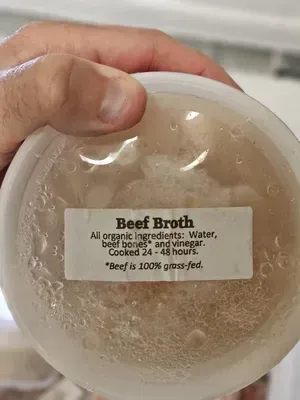 Beef Broth
All organic ingredients: Water,
beef bones* and vinegar.
Cooked 24 - 48 hours.
*Beef is 100% grass-fed.